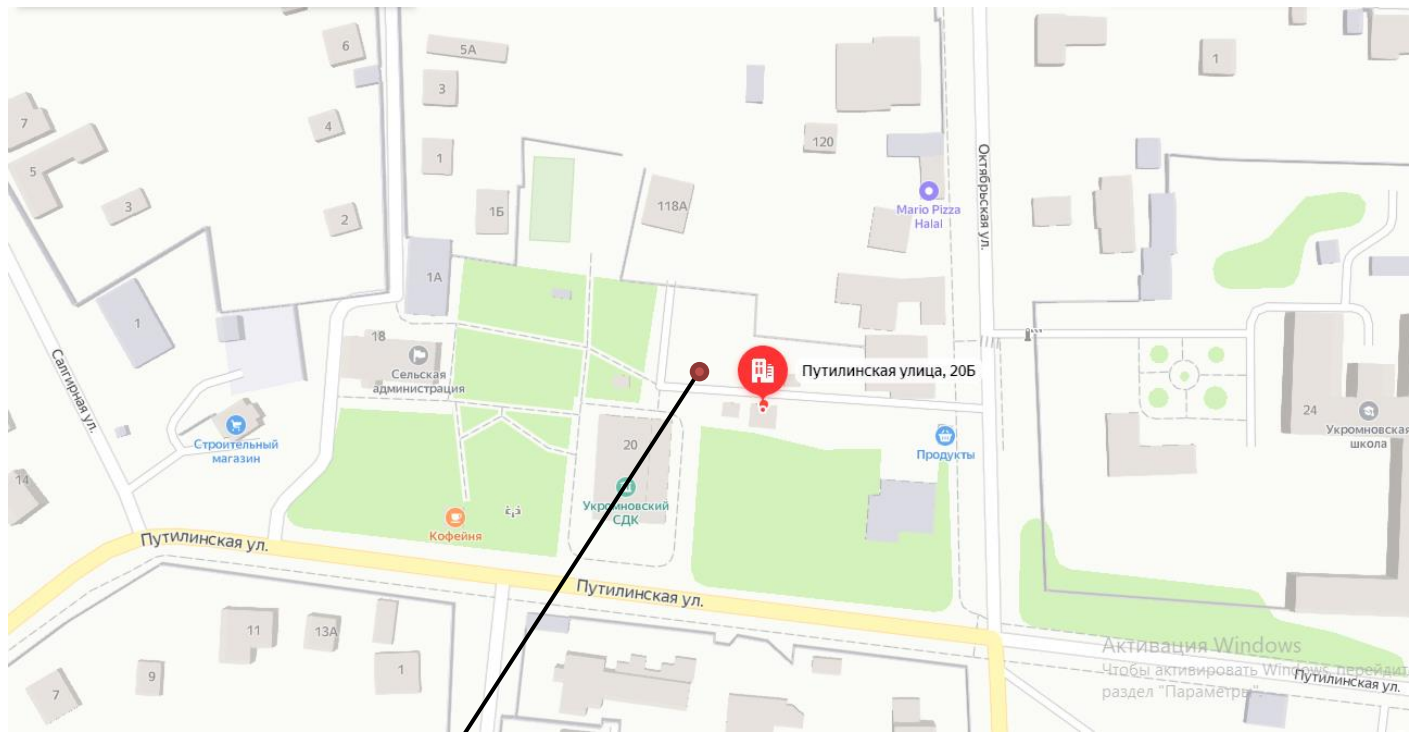 6
5А
3
7
4
120
1
1
5
Октябрьская ул.
3
1Б
118А
2
Mario Pizza
Halal
1А
1
18
Сельская
администрация
Путилинская улица, 20Б
Салгирная ул.
24
Укромновская
школа
Строительный
магазин
20
Продукты
14
Укромновский
СДК
Кофейня
Путилинская ул.
Путилинская ул.
11
13А
1
9
7
Активация Windows
Чтобы активировать Windows, перейдит
раздел "Параметры".
Путилинская ул.